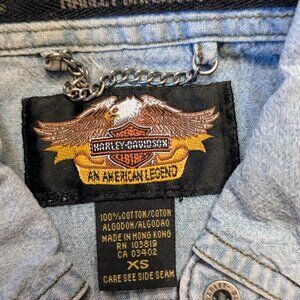 HARLEY-DAVIDSON
CLOTHES
AN AMERICAN LEGEND
100% COTTON/COTON
ALGODON/ALGODAO
MADE IN HONG KONG
RN 103819
CA 03402
XS
CARE SEE SIDE SEAM